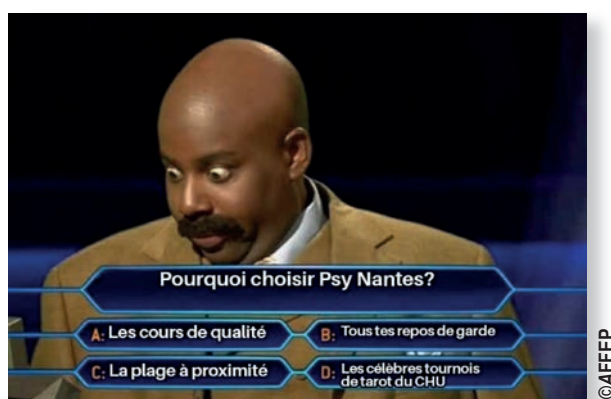 Pourquoi choisir Psy Nantes?
A: Les cours de qualité
B: Tous tes repos de garde
C: La plage à proximité
D: Les célèbres tournois
de tarot du CHU
©AFFEP